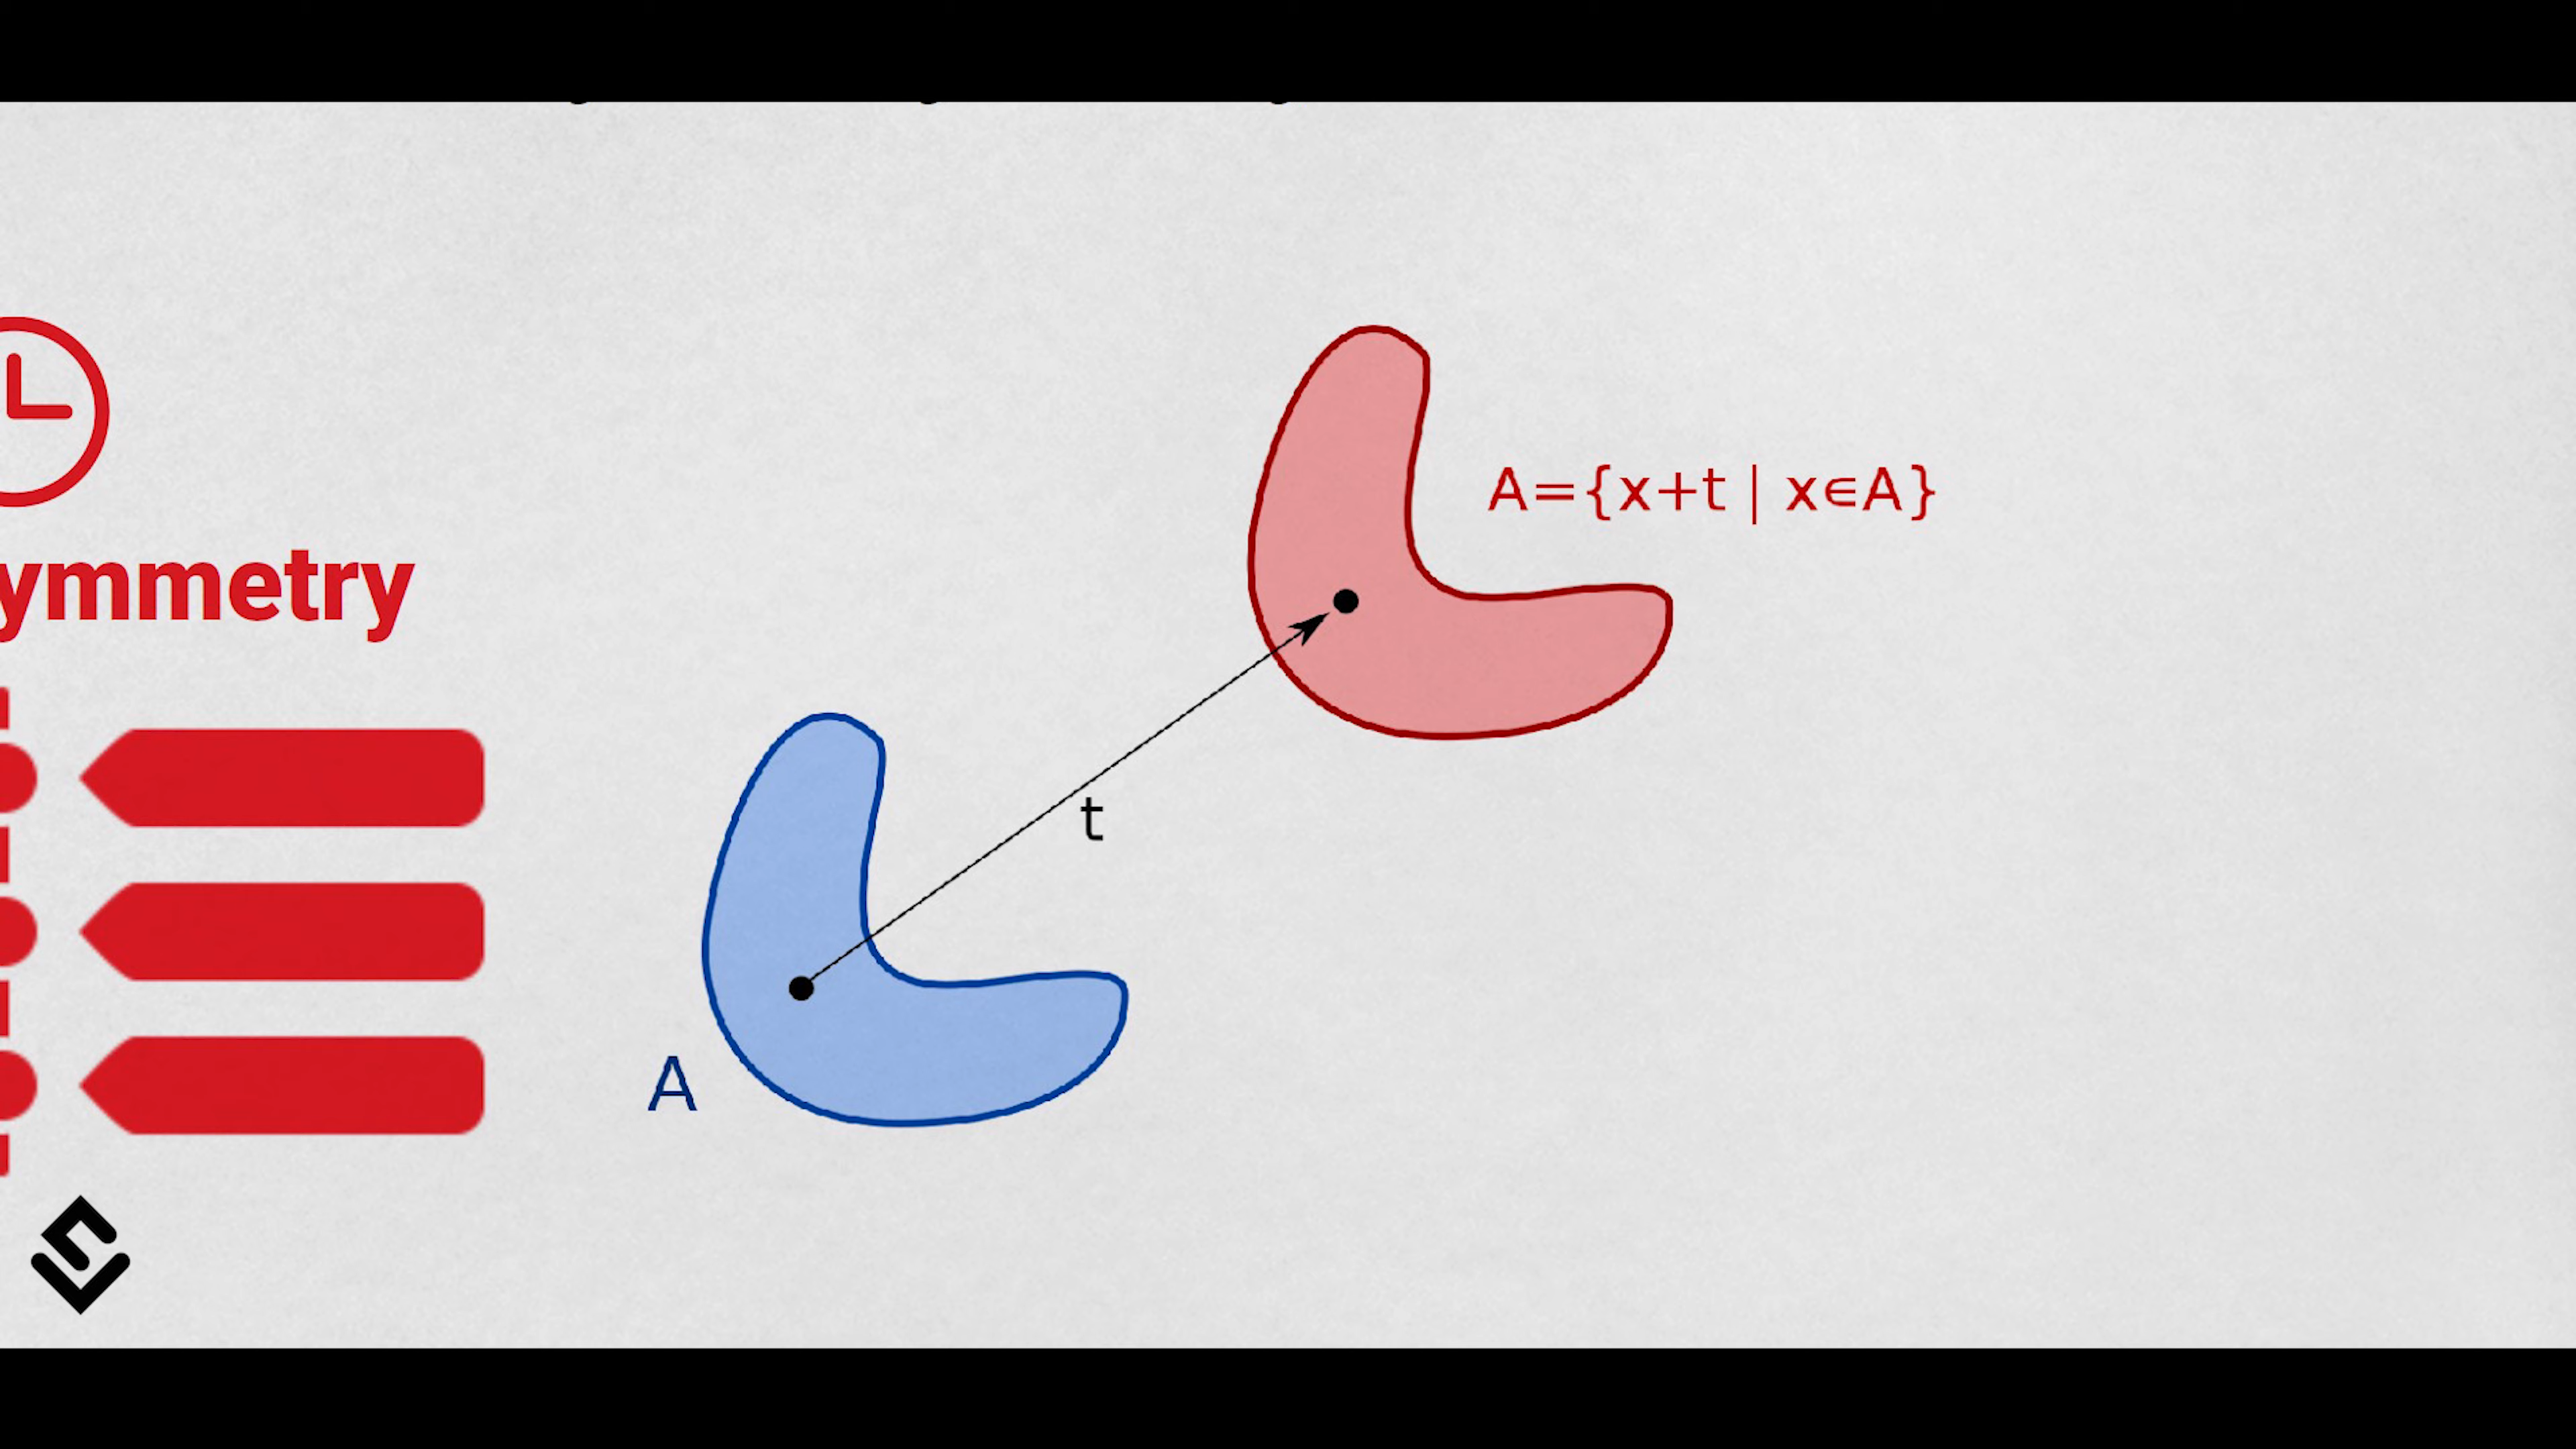 ymmetry
A={x+t | x∈A}
t
A